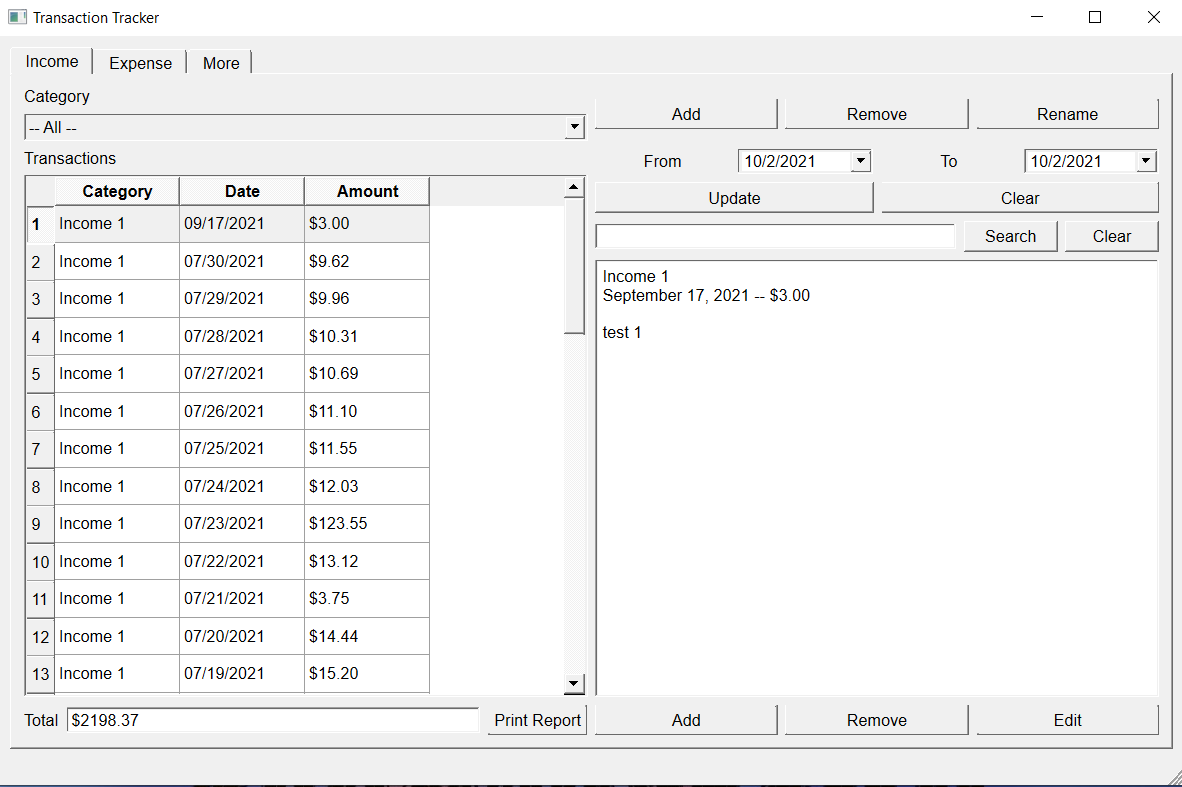 Transaction Tracker
Income Expense More
Category
-- All --
Add Remove Rename
Transactions
From 10/2/2021 To 10/2/2021
Update Clear
Search Clear
Category Date Amount
1 Income 1 09/17/2021 $3.00
2 Income 1 07/30/2021 $9.62
3 Income 1 07/29/2021 $9.96
4 Income 1 07/28/2021 $10.31
5 Income 1 07/27/2021 $10.69
6 Income 1 07/26/2021 $11.10
7 Income 1 07/25/2021 $11.55
8 Income 1 07/24/2021 $12.03
9 Income 1 07/23/2021 $123.55
10 Income 1 07/22/2021 $13.12
11 Income 1 07/21/2021 $3.75
12 Income 1 07/20/2021 $14.44
13 Income 1 07/19/2021 $15.20
Income 1
September 17, 2021 -- $3.00
test 1
Total $2198.37 Print Report
Add Remove Edit